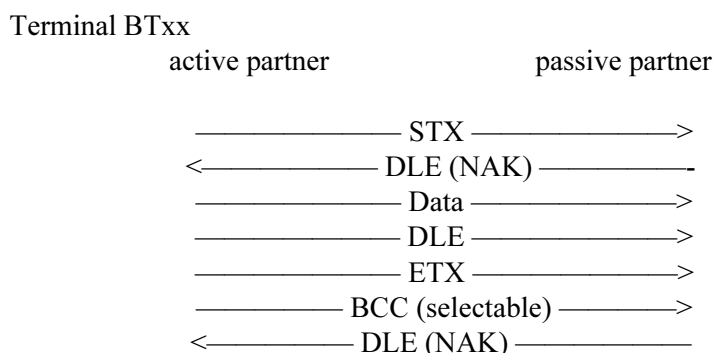 Terminal BTxx
active partner passive partner
——————— STX ———————>
<—————— DLE (NAK) —————-
——————— Data ———————>
——————— DLE ———————>
——————— ETX ———————>
————— BCC (selectable) ————>
<—————— DLE (NAK) ——————